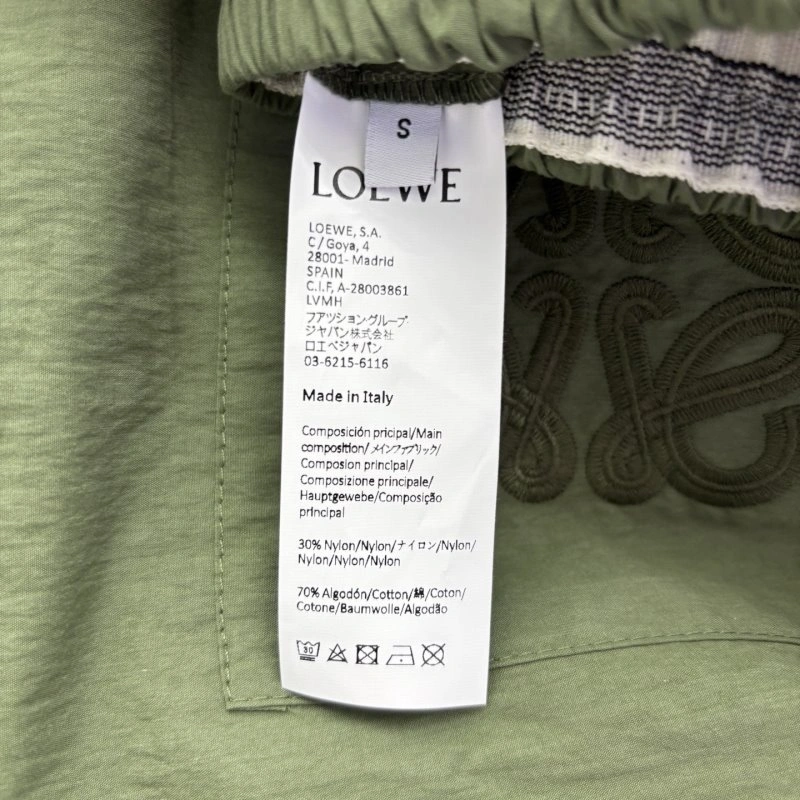 S
LOEWE
LOEWE, S.A.
C / Goya, 4
28001- Madrid
SPAIN
C.I.F, A-28003861
LVMH
フアツション・グループ・
ジャパン株式会社
ロエベジャパン
03-6215-6116
Made in Italy
Composición pricipal/Main
composition/メインファブリック/
Composion principal/
Composizione principale/
Hauptgewebe/Composição
principal
30% Nylon/Nylon/ナイロン/Nylon/
Nylon/Nylon/Nylon
70% Algodón/Cotton/綿/Coton/
Cotone/Baumwolle/Algodão
30